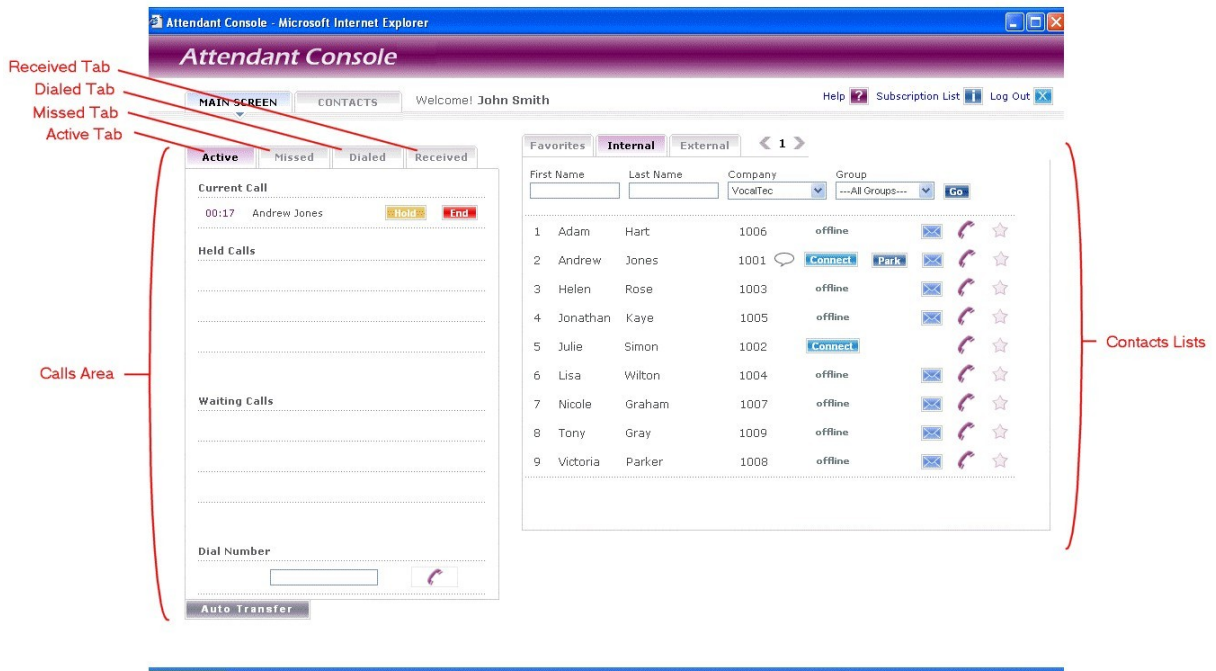 Attendant Console - Microsoft Internet Explorer
Attendant Console
Received Tab
Dialed Tab
Missed Tab
Active Tab
MAIN SCREEN CONTACTS Welcome! John Smith Help ? Subscription List i Log Out X
Active Missed Dialed Received
Current Call
00:17 Andrew Jones Hold End
Held Calls
Calls Area
Waiting Calls
Dial Number
Auto Transfer
Favorites Internal External 1
First Name Last Name Company Group
VocalTec ---All Groups--- Go
1 Adam Hart 1006 offline
2 Andrew Jones 1001 Connect Park
3 Helen Rose 1003 offline
4 Jonathan Kaye 1005 offline
5 Julie Simon 1002 Connect
6 Lisa Wilton 1004 offline
7 Nicole Graham 1007 offline
8 Tony Gray 1009 offline
9 Victoria Parker 1008 offline
Contacts Lists